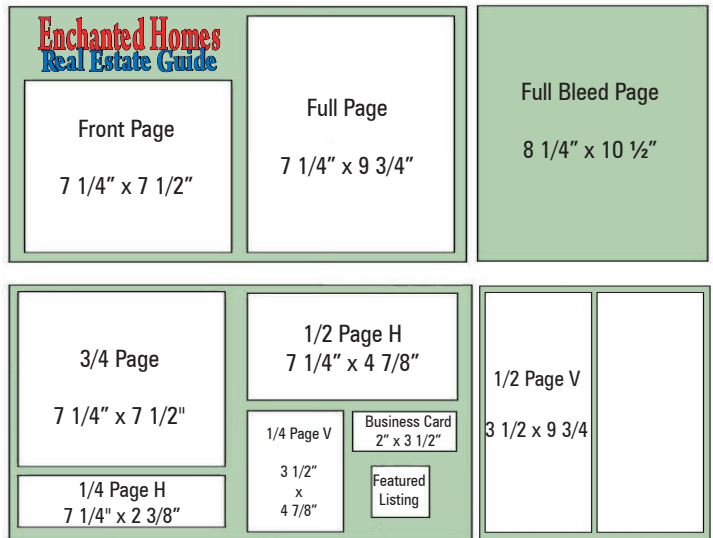 Enchanted Homes
Real Estate Guide
Front Page
7 1/4” x 7 1/2”
Full Page
7 1/4” x 9 3/4”
Full Bleed Page
8 1/4” x 10 ½”
3/4 Page
7 1/4” x 7 1/2"
1/4 Page H
7 1/4" x 2 3/8”
1/2 Page H
7 1/4” x 4 7/8”
1/4 Page V
3 1/2”
x
4 7/8”
Business Card
2” x 3 1/2”
Featured
Listing
1/2 Page V
3 1/2 x 9 3/4